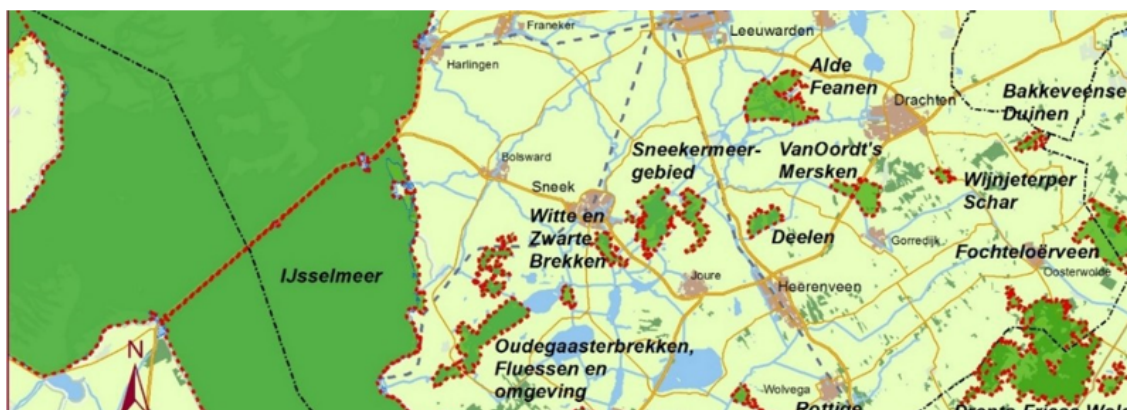 Franeker
Leeuwarden
Harlingen
Alde
Feanen
Drachten
Bakkeveense
Duinen
Bolsward
Sneekermeer-
gebied
VanOordt's
Mersken
Sneek
Wijnjeterper
Schar
Witte en
Zwarte
Brekken
Deelen
Gorredijk
Fochteloërveen
Oosterwolde
IJsselmeer
Joure
Heerenveen
Oudegaasterbrekken,
Fluessen en
omgeving
N
Wolvega
Rottige